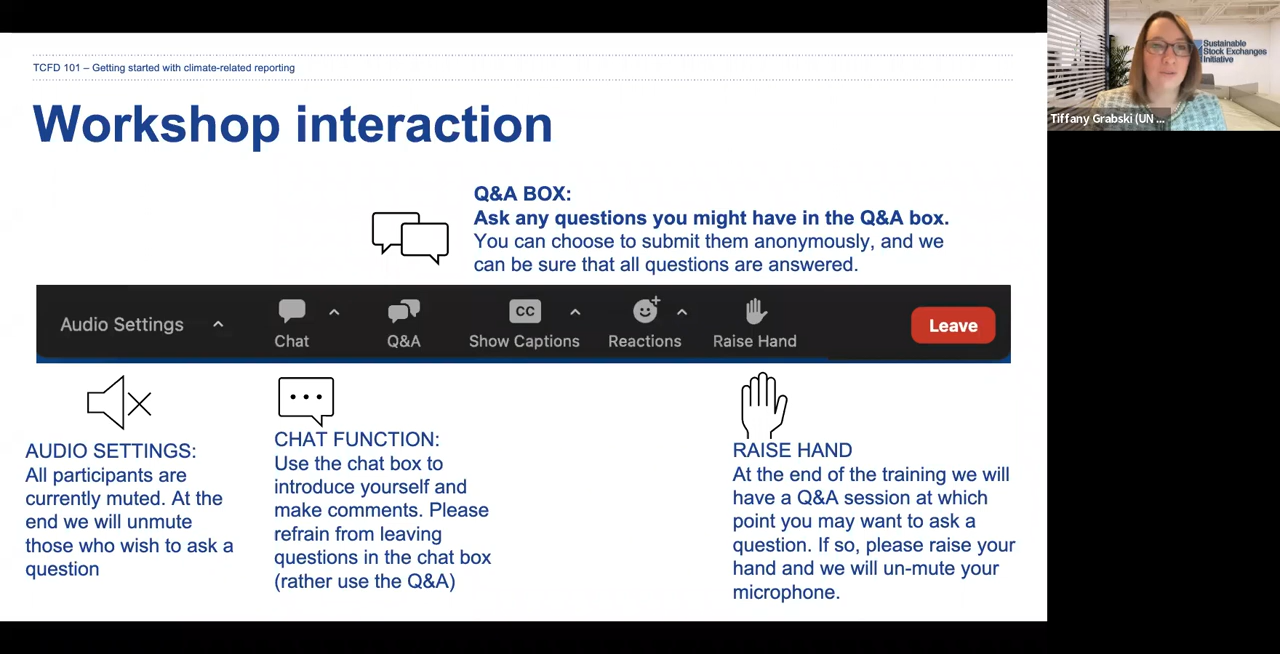 TCFD 101 – Getting started with climate-related reporting
Workshop interaction
Q&A BOX:
Ask any questions you might have in the Q&A box.
You can choose to submit them anonymously, and we
can be sure that all questions are answered.
Audio Settings
Chat
Q&A
CC
Show Captions
Reactions
Raise Hand
Leave
AUDIO SETTINGS:
All participants are
currently muted. At the
end we will unmute
those who wish to ask a
question
CHAT FUNCTION:
Use the chat box to
introduce yourself and
make comments. Please
refrain from leaving
questions in the chat box
(rather use the Q&A)
RAISE HAND
At the end of the training we will
have a Q&A session at which
point you may want to ask a
question. If so, please raise your
hand and we will un-mute your
microphone.
Sustainable
Stock Exchanges
Initiative
Tiffany Grabski (UN ...